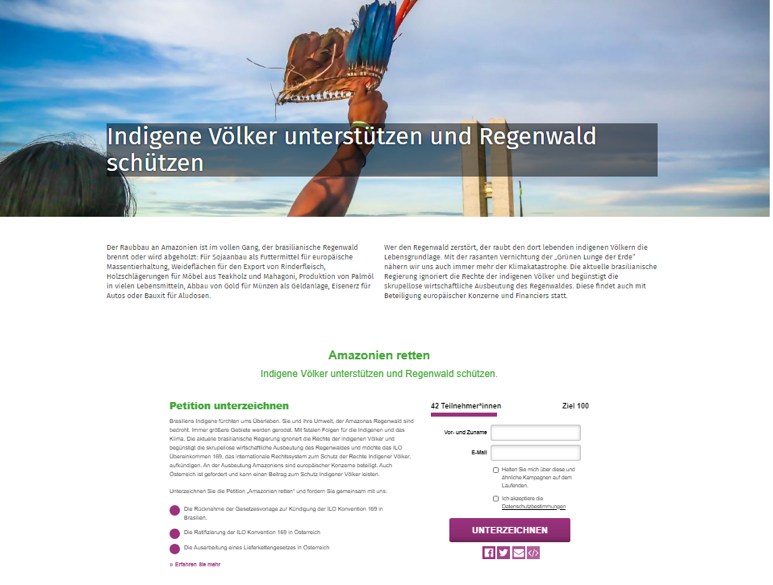 Indigene Völker unterstützen und Regenwald
schützen
Der Raubbau an Amazonien ist im vollen Gang, der brasilianische Regenwald
brennt oder wird abgeholzt: Für Sojaanbau als Futtermittel für europäische
Massentierhaltung, Weideflächen für den Export von Rinderfleisch,
Holzschlägerungen für Möbel aus Teakholz und Mahagoni, Produktion von Palmöl
in vielen Lebensmitteln, Abbau von Gold für Münzen als Geldanlage, Eisenerz für
Autos oder Bauxit für Aludosen.
Wer den Regenwald zerstört, der raubt den dort lebenden indigenen Völkern die
Lebensgrundlage. Mit der rasanten Vernichtung der „Grünen Lunge der Erde"
nähern wir uns auch immer mehr der Klimakatastrophe. Die aktuelle brasilianische
Regierung ignoriert die Rechte der indigenen Völker und begünstigt die
skrupellose wirtschaftliche Ausbeutung des Regenwaldes. Diese findet auch mit
Beteiligung europäischer Konzerne und Financiers statt.
Amazonien retten
Indigene Völker unterstützen und Regenwald schützen.
Petition unterzeichnen
Brasiliens Indigene fürchten ums Überleben. Sie und ihre Umwelt, der Amazonas Regenwald sind
bedroht. Immer größere Gebiete werden gerodet. Mit fatalen Folgen für die Indigenen und das
Klima. Die aktuelle brasilianische Regierung ignoriert die Rechte der indigenen Völker und
begünstigt die skrupellose wirtschaftliche Ausbeutung des Regenwaldes und möchte das ILO
Übereinkommen 169, das internationale Rechtssystem zum Schutz der Rechte Indigener Völker,
aufkündigen. An der Ausbeutung Amazoniens sind europäischer Konzerne beteiligt. Auch
Österreich ist gefordert und kann einen Beitrag zum Schutz Indigener Völker leisten.
Unterzeichnen Sie die Petition „Amazonien retten" und fordern Sie gemeinsam mit uns:
Die Rücknahme der Gesetzesvorlage zur Kündigung der ILO Konvention 169 in
Brasilien.
Die Ratifizierung der ILO Konvention 169 in Österreich
Die Ausarbeitung eines Lieferkettengesetzes in Österreich
» Erfahren Sie mehr
42 Teilnehmer*innen Ziel 100
Vor- und Zuname
E-Mail
Halten Sie mich über diese und
ähnliche Kampagnen auf dem
Laufenden.
Ich akzeptiere die
Datenschutzbestimmungen
UNTERZEICHNEN